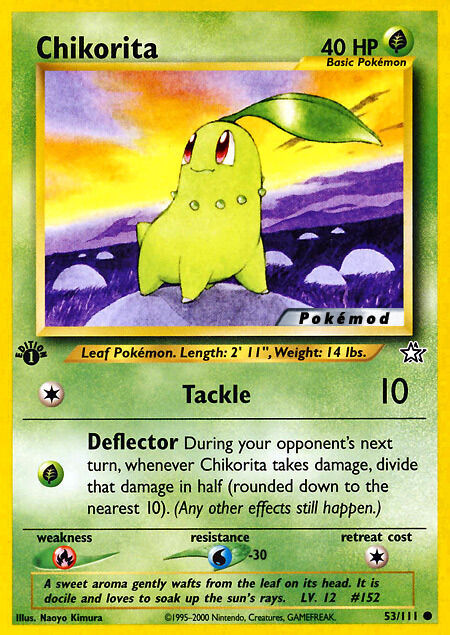 Chikorita
40 HP
Basic Pokémon
Pokémod
EDITION
1
Leaf Pokémon. Length: 2' 11", Weight: 14 lbs.
Tackle 10
Deflector During your opponent's next
turn, whenever Chikorita takes damage, divide
that damage in half (rounded down to the
nearest 10). (Any other effects still happen.)
weakness resistance retreat cost
-30
A sweet aroma gently wafts from the leaf on its head. It is
docile and loves to soak up the sun's rays. LV. 12 #152
Illus. Naoyo Kimura ©1995–2000 Nintendo, Creatures, GAMEFREAK. 53/111